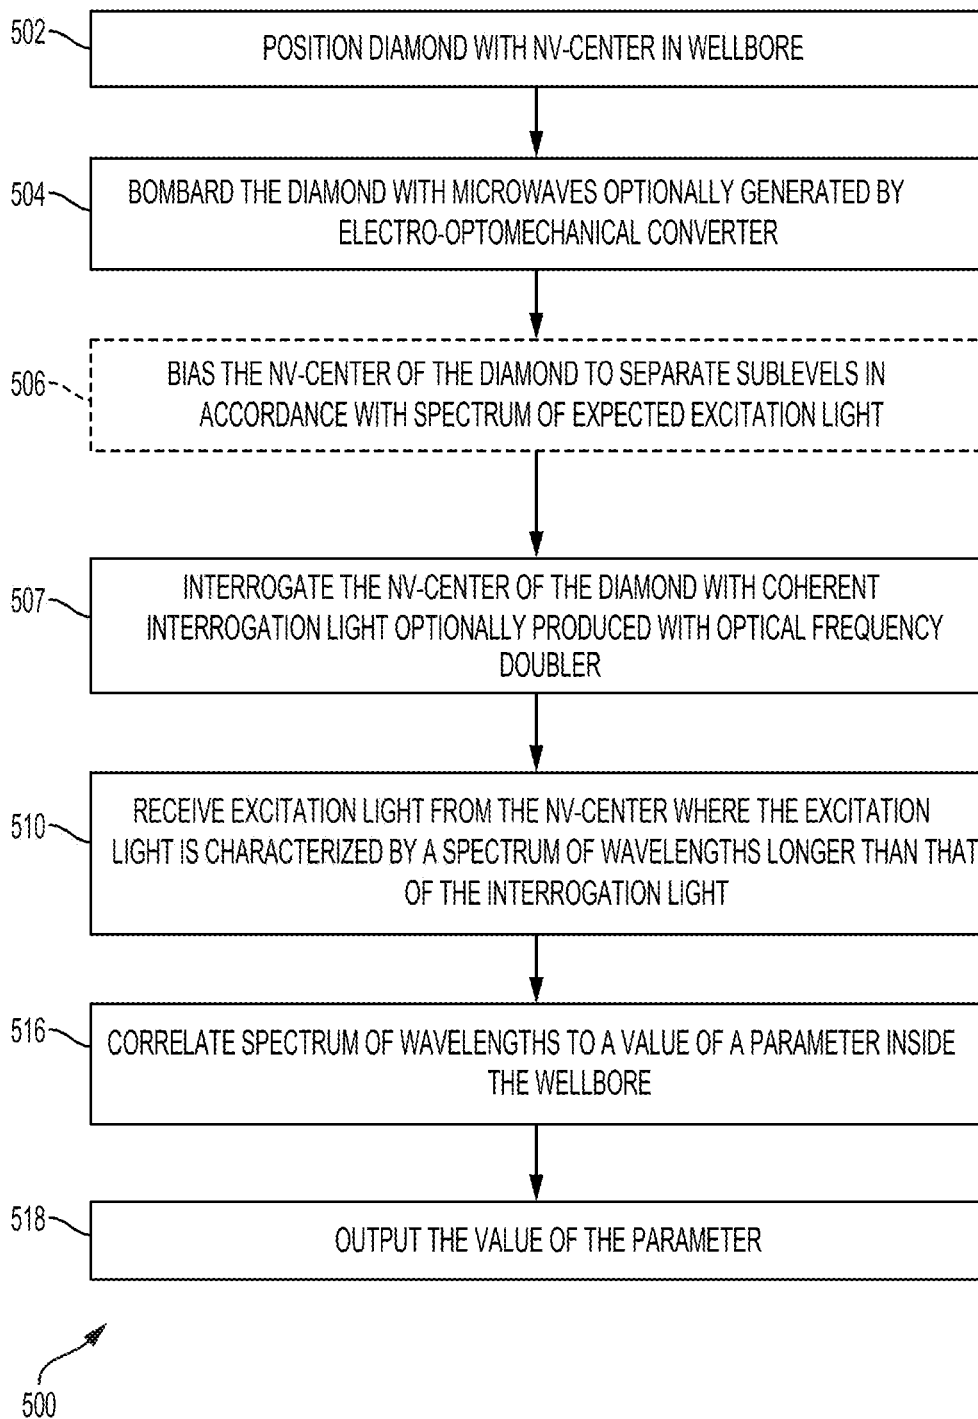 502
POSITION DIAMOND WITH NV-CENTER IN WELLBORE
504
BOMBARD THE DIAMOND WITH MICROWAVES OPTIONALLY GENERATED BY
ELECTRO-OPTOMECHANICAL CONVERTER
506
BIAS THE NV-CENTER OF THE DIAMOND TO SEPARATE SUBLEVELS IN
ACCORDANCE WITH SPECTRUM OF EXPECTED EXCITATION LIGHT
507
INTERROGATE THE NV-CENTER OF THE DIAMOND WITH COHERENT
INTERROGATION LIGHT OPTIONALLY PRODUCED WITH OPTICAL FREQUENCY
DOUBLER
510
RECEIVE EXCITATION LIGHT FROM THE NV-CENTER WHERE THE EXCITATION
LIGHT IS CHARACTERIZED BY A SPECTRUM OF WAVELENGTHS LONGER THAN THAT
OF THE INTERROGATION LIGHT
516
CORRELATE SPECTRUM OF WAVELENGTHS TO A VALUE OF A PARAMETER INSIDE
THE WELLBORE
518
OUTPUT THE VALUE OF THE PARAMETER
500